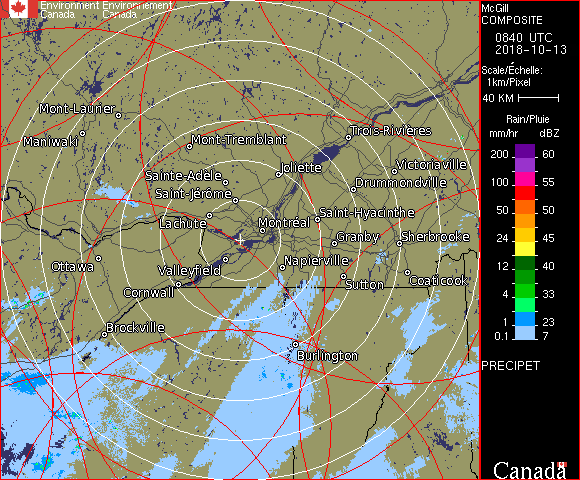 Environment Environnement
Canada Canada
Mont-Laurier
Maniwaki
Mont-Tremblant
Trois-Rivières
Joliette
Victoriaville
Sainte-Adèle
Drummondville
Saint-Jérôme
Saint-Hyacinthe
Lachute
Montréal
Granby
Sherbrooke
Ottawa
Valleyfield
Napierville
Sutton
Coaticook
Cornwall
Brockville
Burlington
McGill
COMPOSITE
0840 UTC
2018-10-13
Scale/Échelle:
1km/Pixel
40 KM
Rain/Pluie
mm/hr dBZ
200 60
100 55
50 50
24 45
12 40
4 33
1 23
0.1 7
PRECIPET
Canada